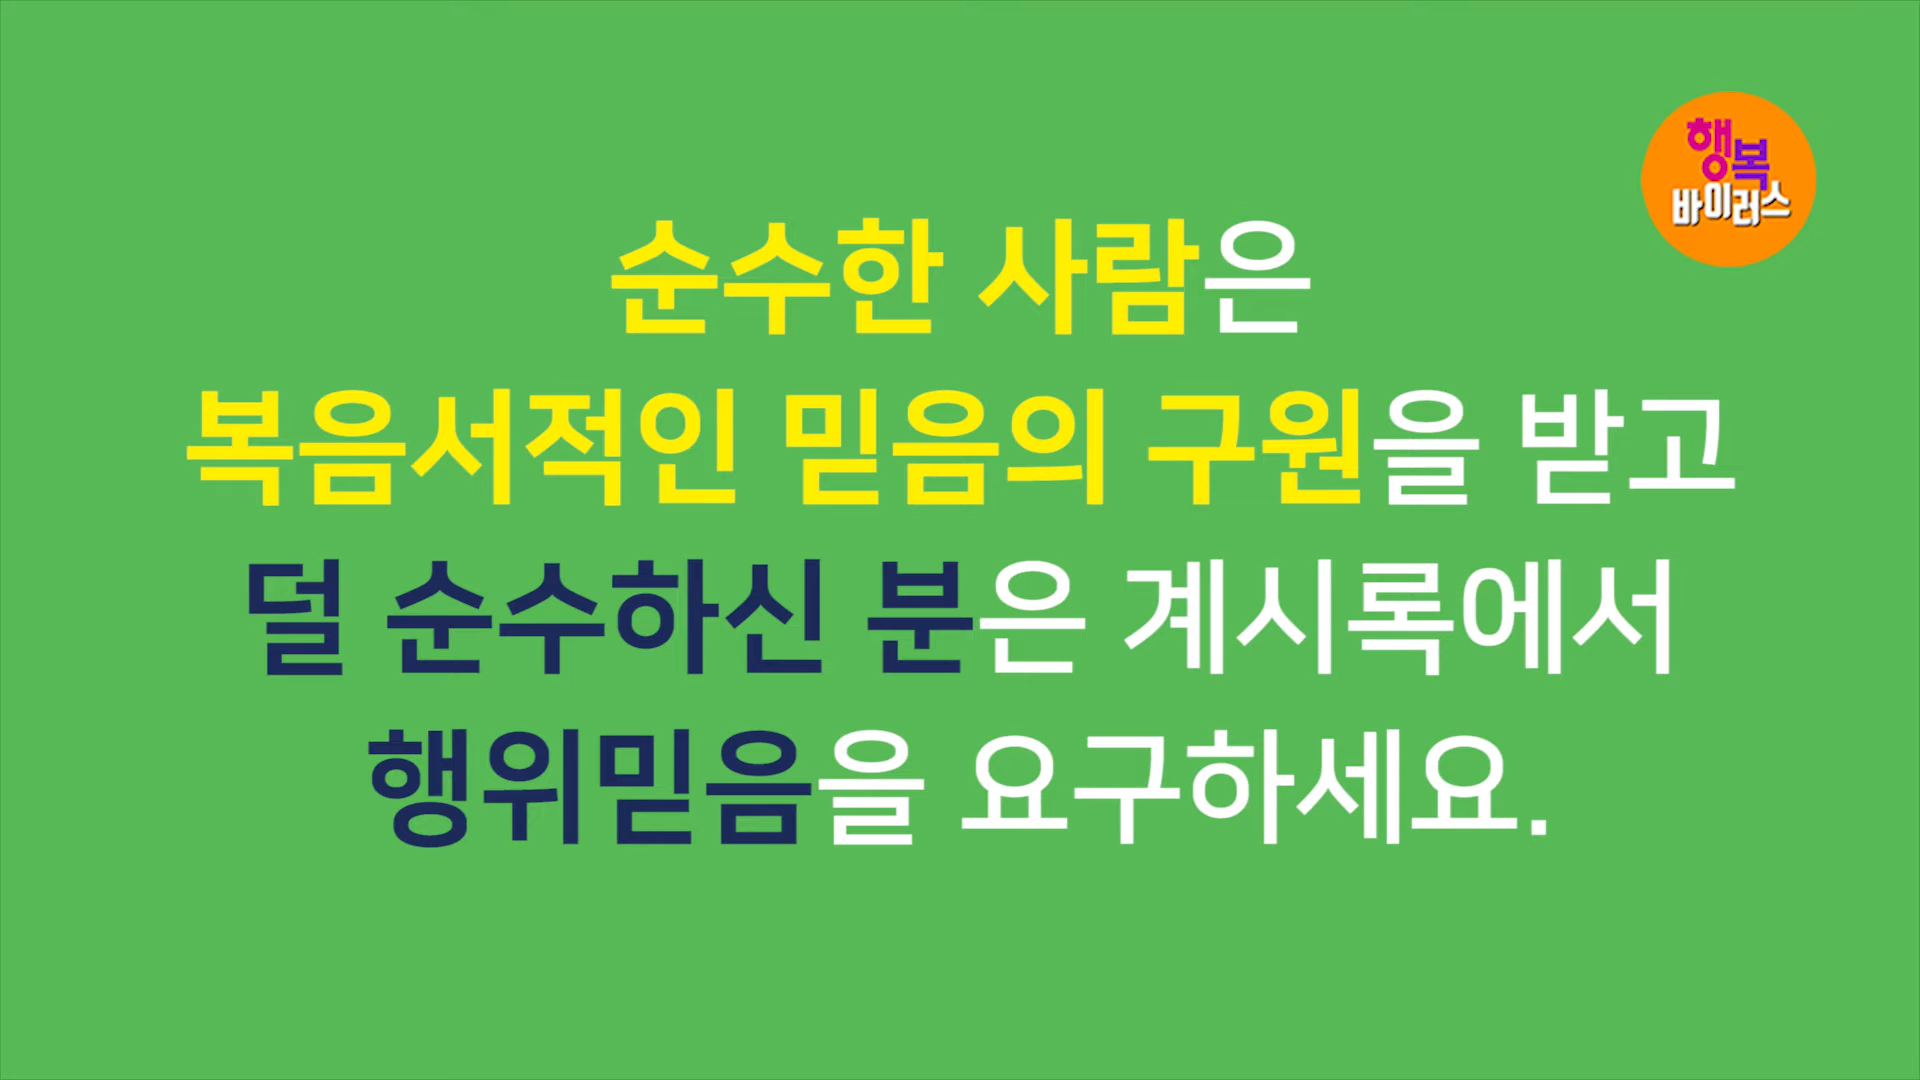 행복
바이러스
순수한 사람은
복음서적인 믿음의 구원을 받고
덜 순수하신 분은 계시록에서
행위믿음을 요구하세요.